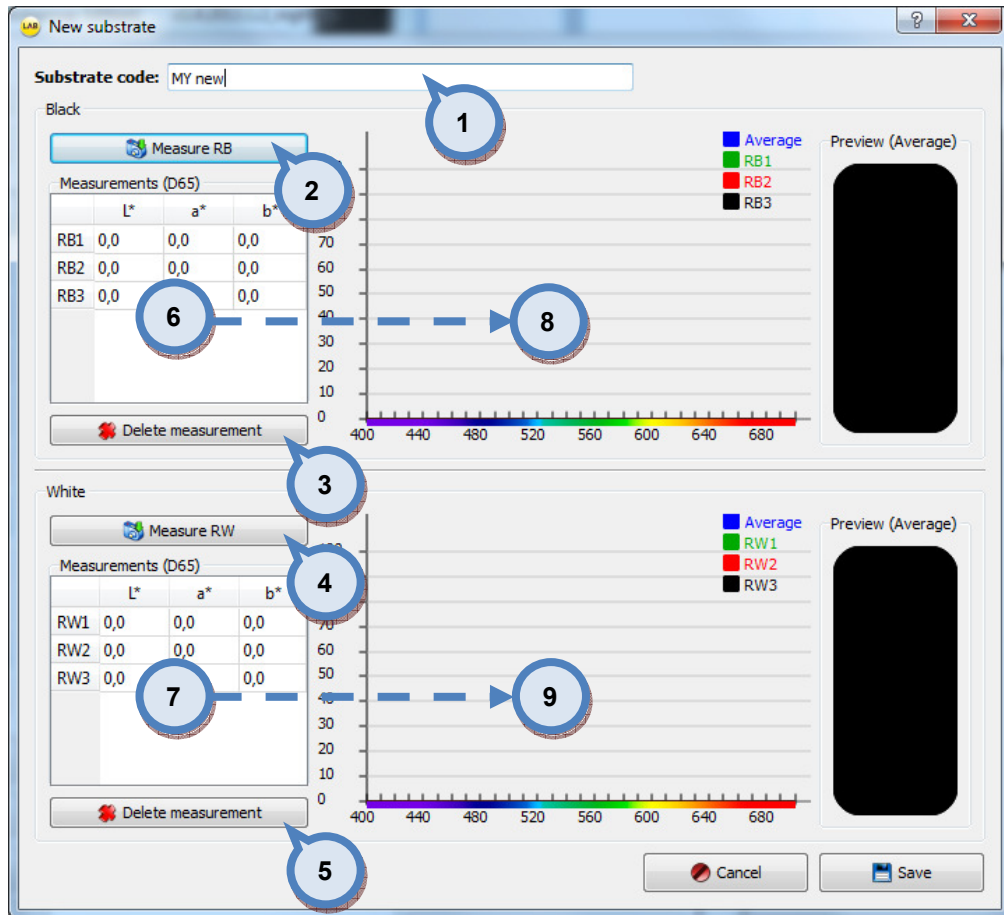 LAB New substrate
Substrate code: MY new
1
Black
Measure RB
2
Measurements (D65)
L* a* b*
RB1 0,0 0,0 0,0
RB2 0,0 0,0 0,0
RB3 0,0 0,0
6
8
Delete measurement
3
70
60
50
40
30
20
10
0
400 440 480 520 560 600 640 680
Average
RB1
RB2
RB3
Preview (Average)
White
Measure RW
4
Measurements (D65)
L* a* b*
RW1 0,0 0,0 0,0
RW2 0,0 0,0 0,0
RW3 0,0 0,0
7
9
Delete measurement
5
70
60
50
40
30
20
10
0
400 440 480 520 560 600 640 680
Average
RW1
RW2
RW3
Preview (Average)
Cancel
Save